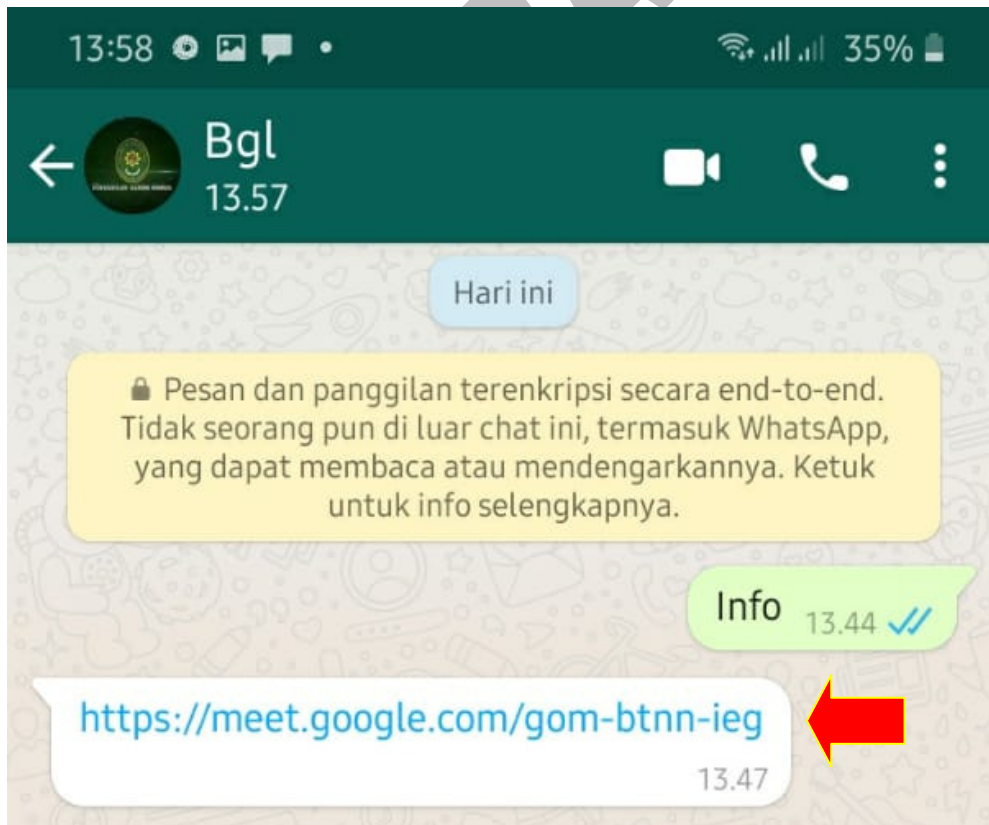 13:58 35%
Bgl
13.57
Hari ini
Pesan dan panggilan terenkripsi secara end-to-end.
Tidak seorang pun di luar chat ini, termasuk WhatsApp,
yang dapat membaca atau mendengarkannya. Ketuk
untuk info selengkapnya.
Info 13.44
https://meet.google.com/gom-btnn-ieg
13.47